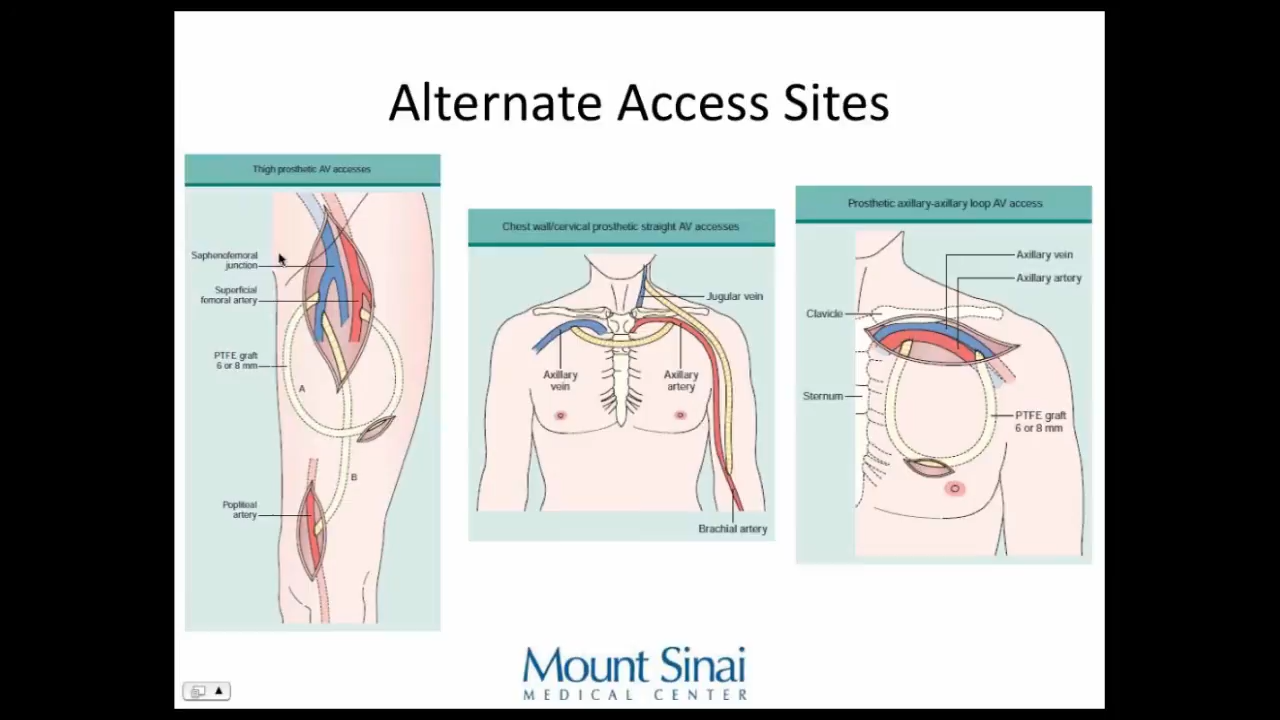 Alternate Access Sites
Thigh prosthetic AV accesses
Saphenofemoral
junction
Superficial
femoral artery
PTFE graft
6 or 8 mm
A
B
Popliteal
artery
Chest wall/cervical prosthetic straight AV accesses
Jugular vein
Axillary
vein
Axillary
artery
Brachial artery
Prosthetic axillary-axillary loop AV access
Axillary vein
Axillary artery
Clavicle
Sternum
PTFE graft
6 or 8 mm
Mount Sinai
MEDICAL CENTER